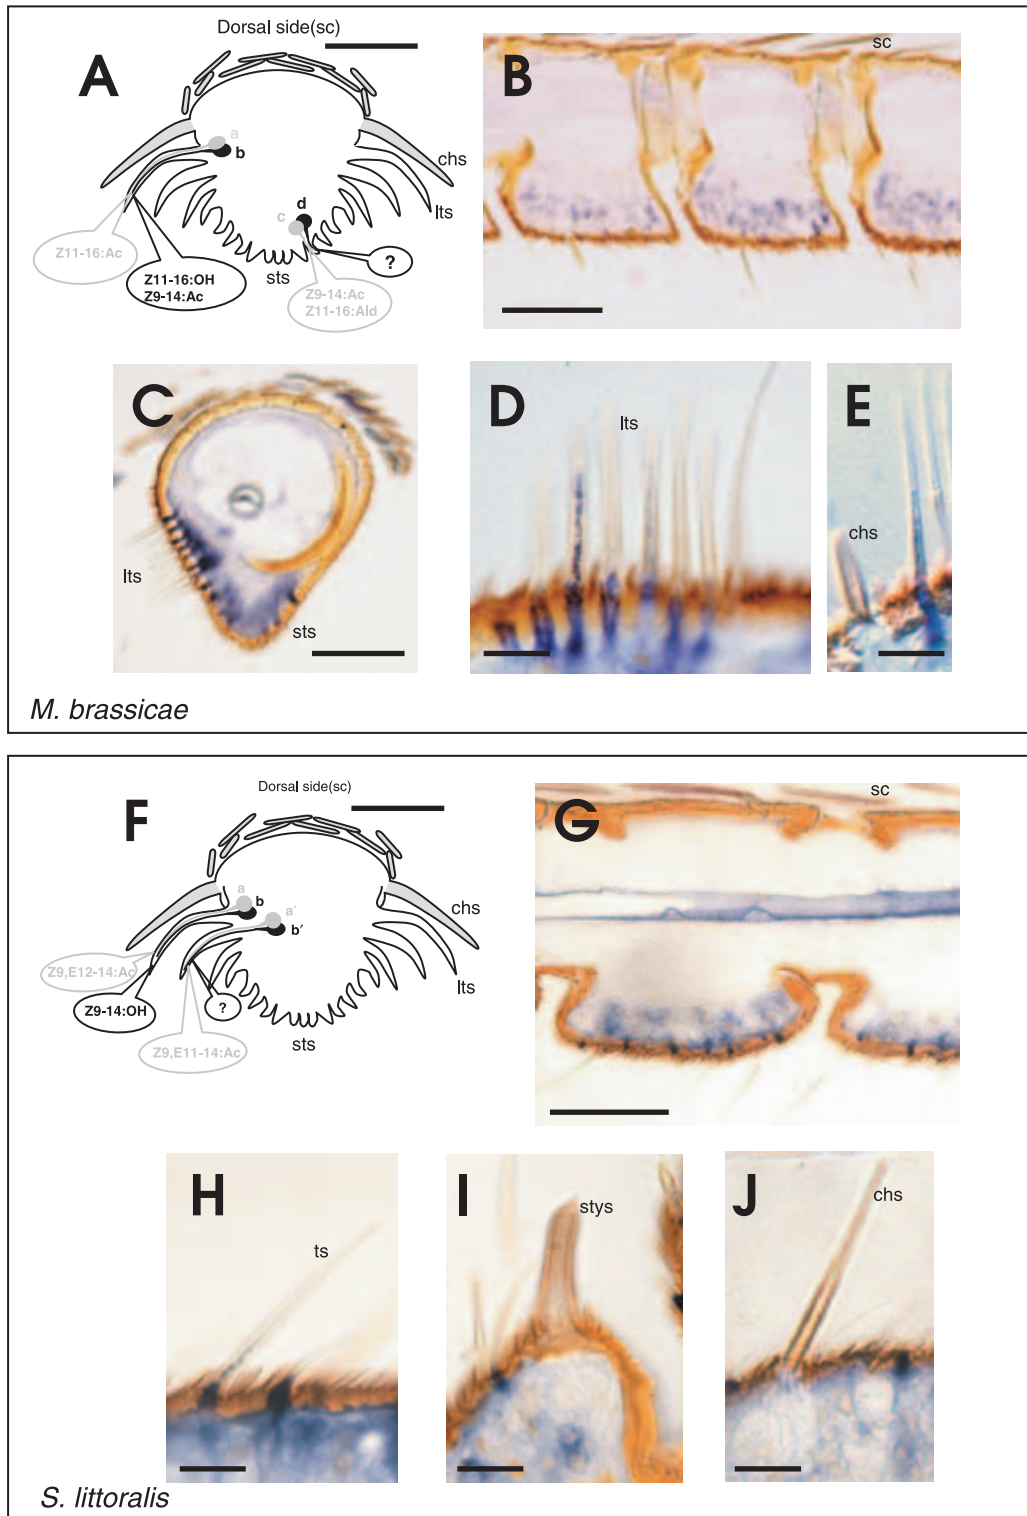 A
Dorsal side(sc)
a
b
chs
lts
d
c
sts
?
Z11-16:Ac
Z11-16:OH
Z9-14:Ac
Z9-14:Ac
Z11-16:Ald
B
sc
C
lts
sts
D
lts
E
chs
M. brassicae
F
Dorsal side(sc)
a
b
a′
b′
chs
lts
sts
Z9,E12-14:Ac
Z9-14:OH
?
Z9,E11-14:Ac
G
sc
H
ts
I
stys
J
chs
S. littoralis